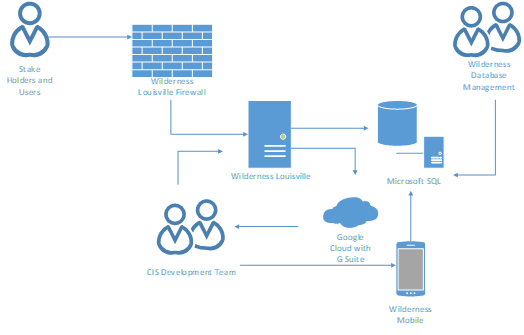 Stake
Holders and
Users
Wilderness
Louisville Firewall
Wilderness
Database
Management
Wilderness Louisville
Microsoft SQL
Google
Cloud with
G Suite
CIS Development Team
Wilderness
Mobile